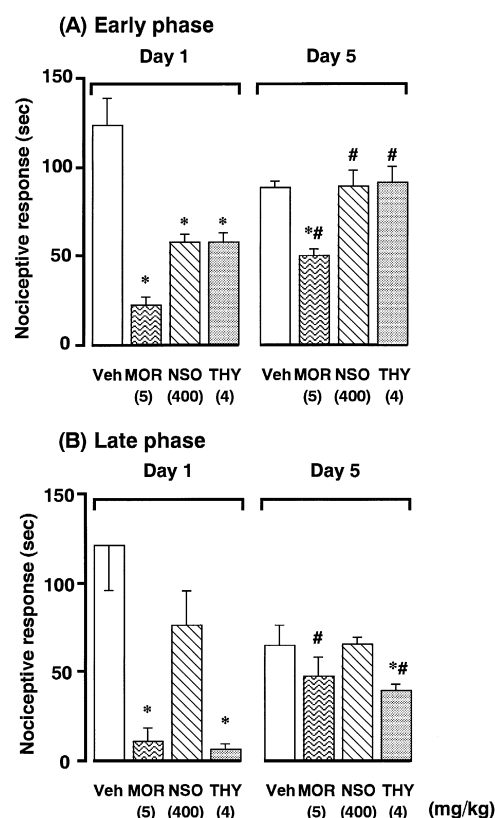 (A) Early phase
Day 1
Day 5
Nociceptive response (sec)
150
100
50
0
*
*
*
*#
#
#
Veh MOR NSO THY
(5) (400) (4)
Veh MOR NSO THY
(5) (400) (4)
(B) Late phase
Day 1
Day 5
Nociceptive response (sec)
150
100
50
0
*
*
#
*#
Veh MOR NSO THY
(5) (400) (4)
Veh MOR NSO THY
(5) (400) (4)
(mg/kg)